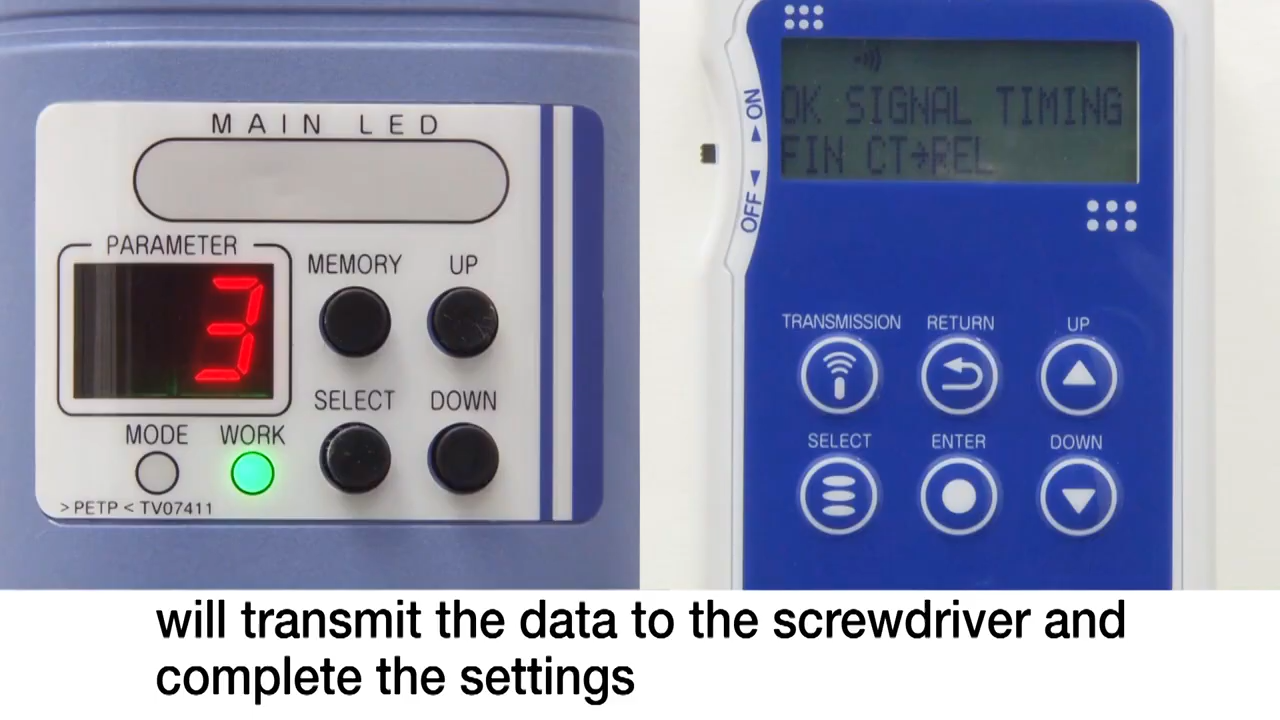 MAIN LED
PARAMETER
3
MEMORY
UP
SELECT
DOWN
MODE
WORK
>PETP< TV07411
OFF◄ ►ON
OK SIGNAL TIMING
FIN CT→REL
TRANSMISSION
RETURN
UP
SELECT
ENTER
DOWN
will transmit the data to the screwdriver and
complete the settings